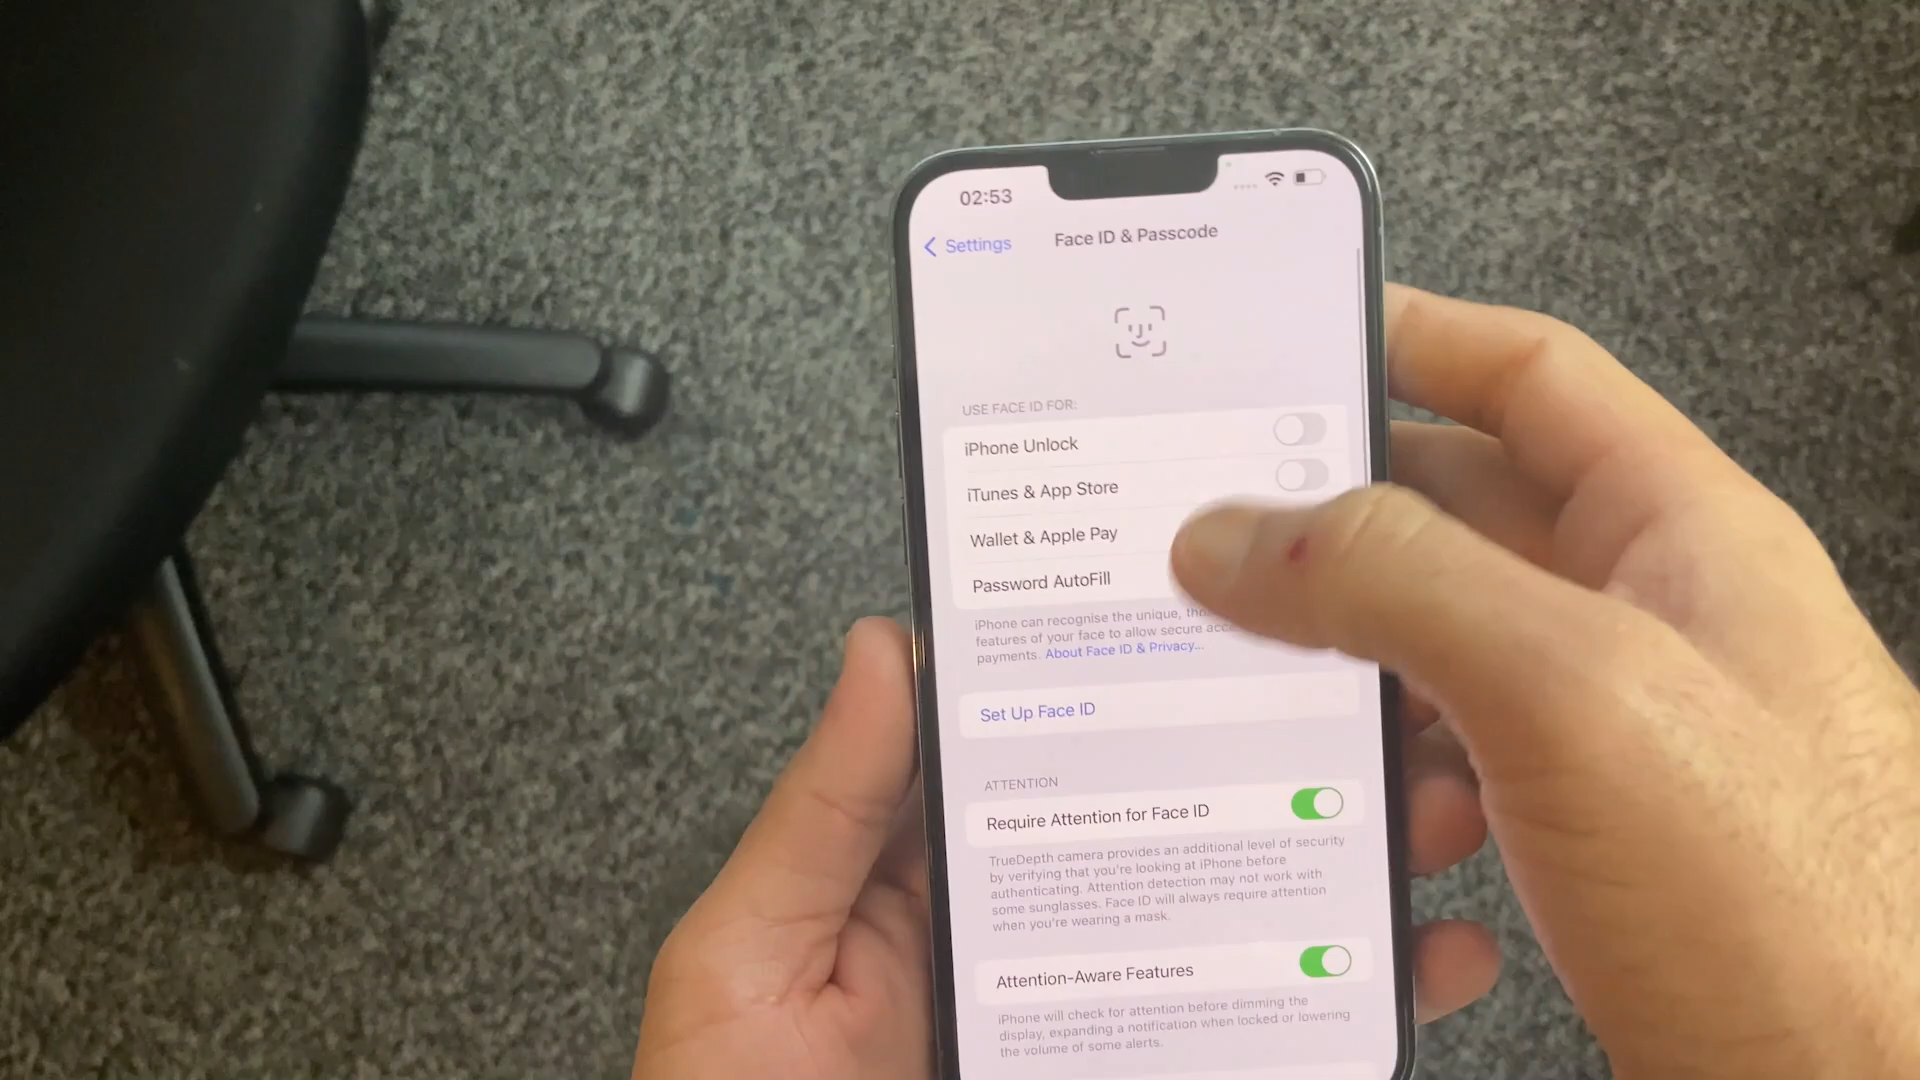 02:53
Settings
Face ID & Passcode
USE FACE ID FOR:
iPhone Unlock
iTunes & App Store
Wallet & Apple Pay
Password AutoFill
iPhone can recognise the unique,
features of your face to allow secure
payments. About Face ID & Privacy...
Set Up Face ID
ATTENTION
Require Attention for Face ID
TrueDepth camera provides an additional level of security
by verifying that you're looking at iPhone before
authenticating. Attention detection may not work with
some sunglasses. Face ID will always require attention
when you're wearing a mask.
Attention-Aware Features
iPhone will check for attention before dimming the
display, expanding a notification when locked or lowering
the volume of some alerts.